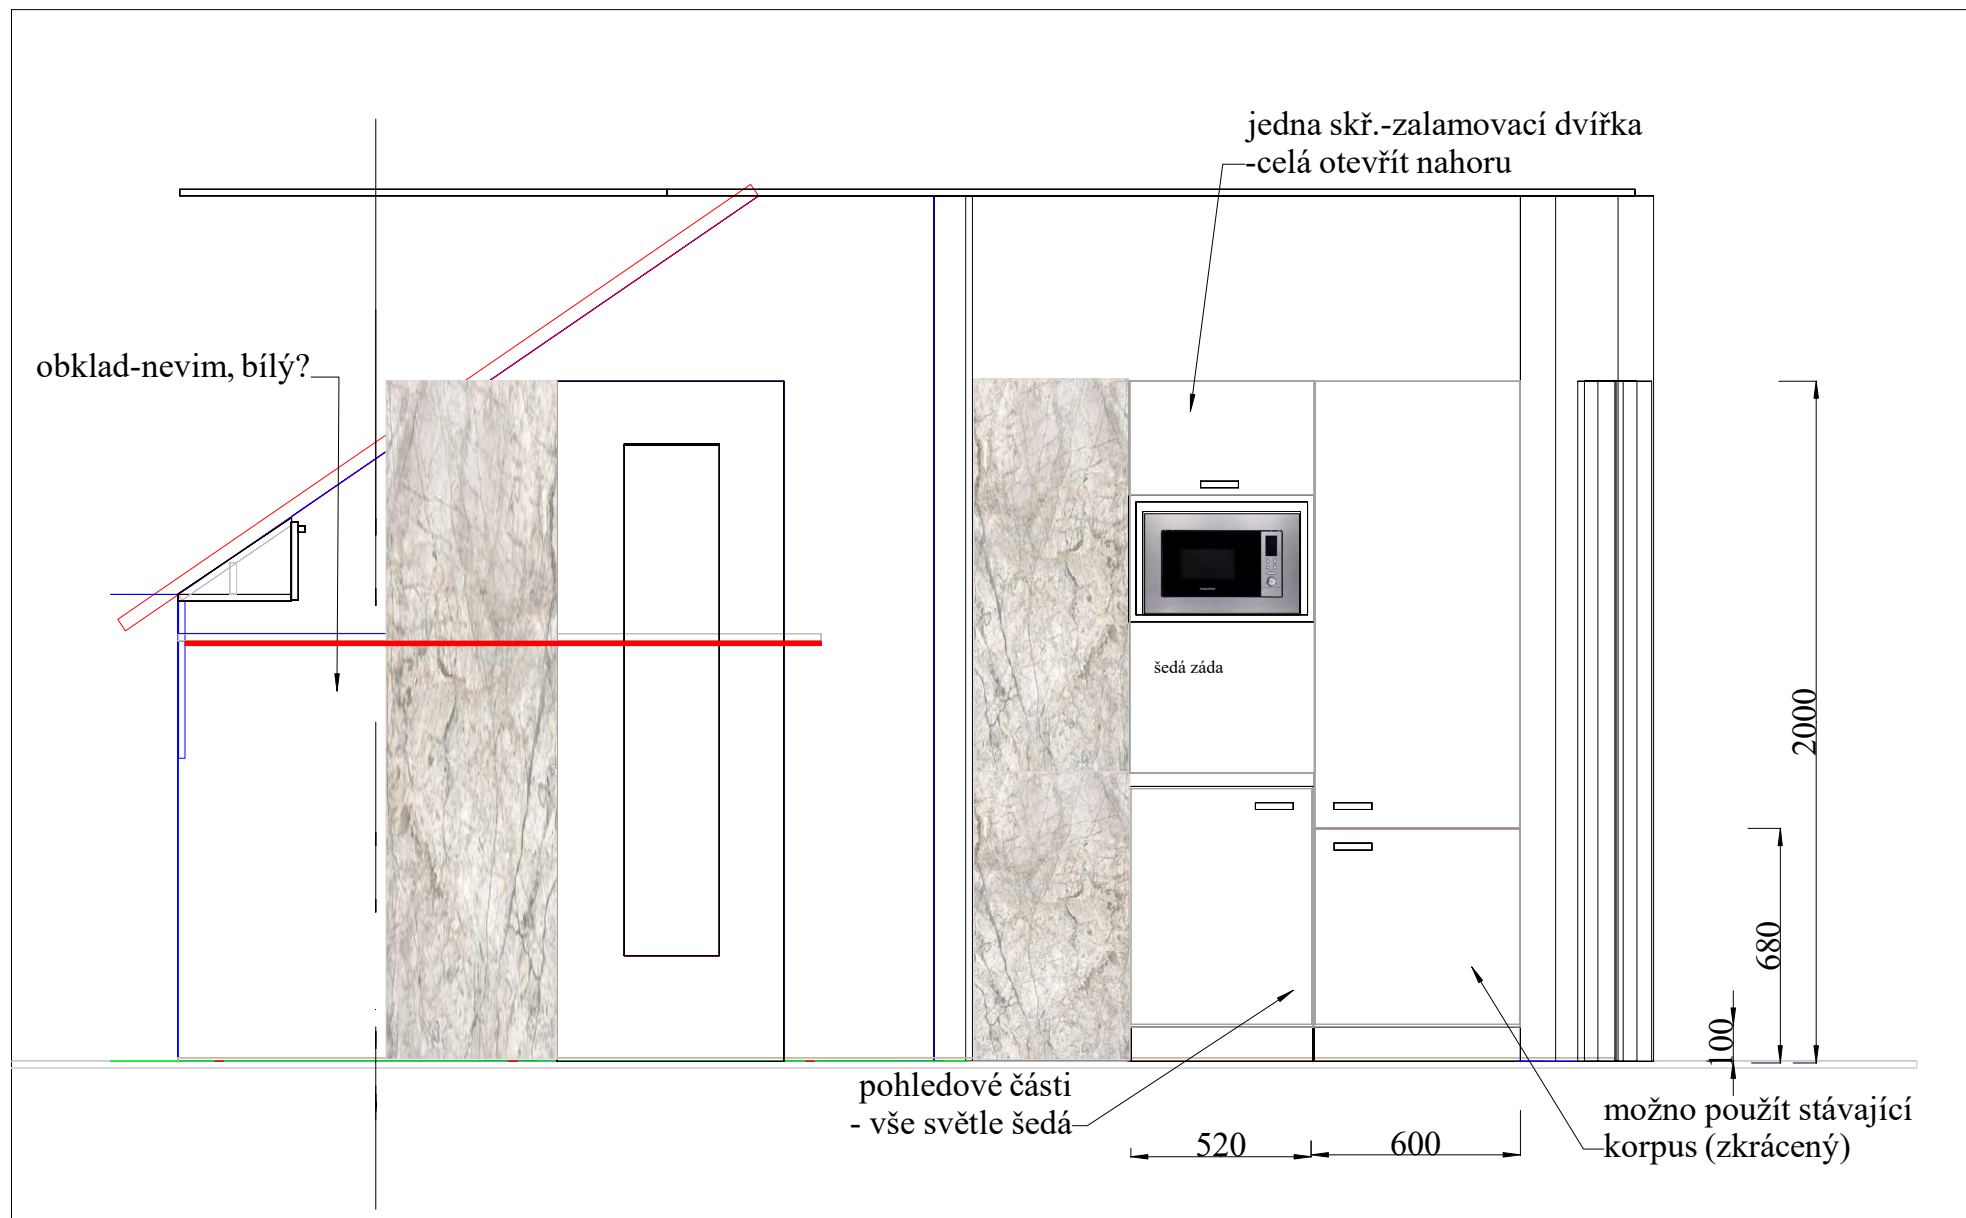 jedna skř.-zalamovací dvířka
-celá otevřít nahoru
obklad-nevim, bílý?
šedá záda
2000
680
100
pohledové části
- vše světle šedá
520
600
možno použít stávající
korpus (zkrácený)